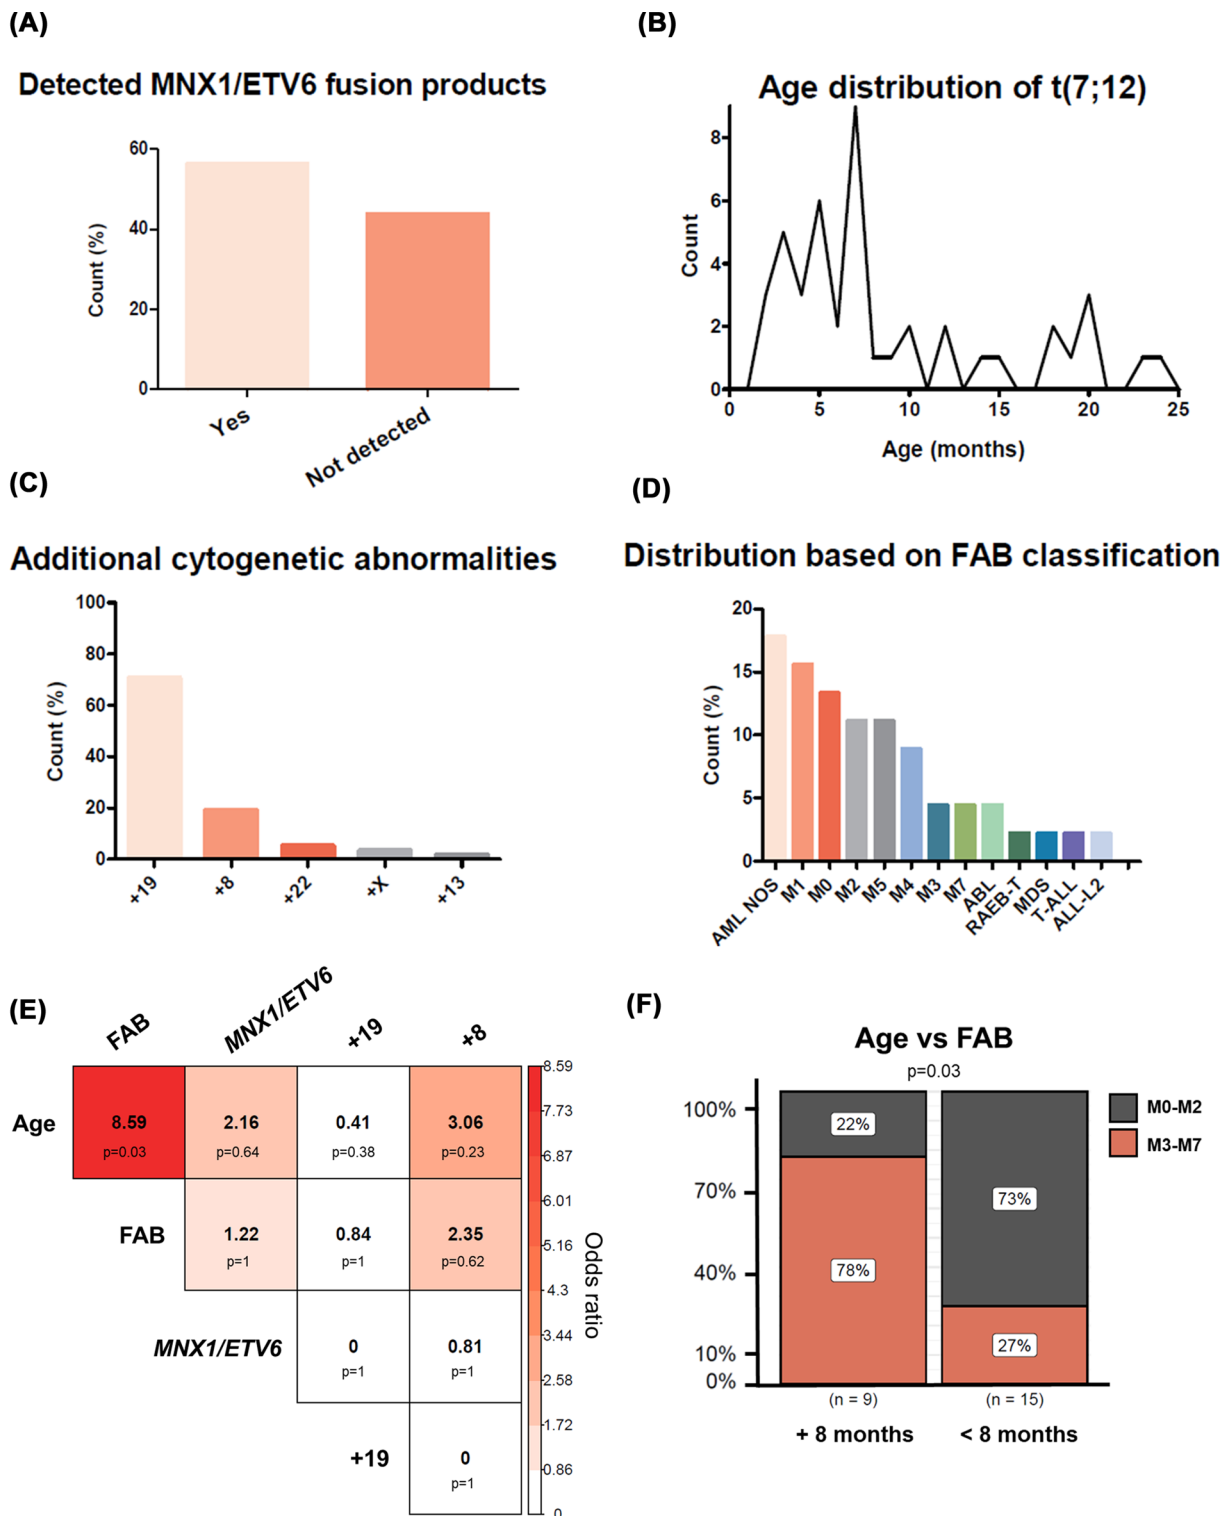 (A)
Detected MNX1/ETV6 fusion products
Count (%)
60
40
20
0
Yes
Not detected
(B)
Age distribution of t(7;12)
Count
8
6
4
2
0
0 5 10 15 20 25
Age (months)
(C)
Additional cytogenetic abnormalities
Count (%)
100
80
60
40
20
0
+19 +8 +22 +X +13
(D)
Distribution based on FAB classification
Count (%)
20
15
10
5
0
AML NOS M1 M0 M2 M5 M4 M3 M7 ABL RAEB-T MDS T-ALL ALL-L2
(E)
FAB MNX1/ETV6 +19 +8
Age
8.59 2.16 0.41 3.06
p=0.03 p=0.64 p=0.38 p=0.23
FAB
1.22 0.84 2.35
p=1 p=1 p=0.62
MNX1/ETV6
0 0.81
p=1 p=1
+19
0
p=1
8.59
7.73
6.87
6.01
5.16
4.3
3.44
2.58
1.72
0.86
0
Odds ratio
(F)
Age vs FAB
p=0.03
100%
70%
40%
10%
0%
22%
78%
73%
27%
M0-M2
M3-M7
(n = 9) (n = 15)
+ 8 months < 8 months